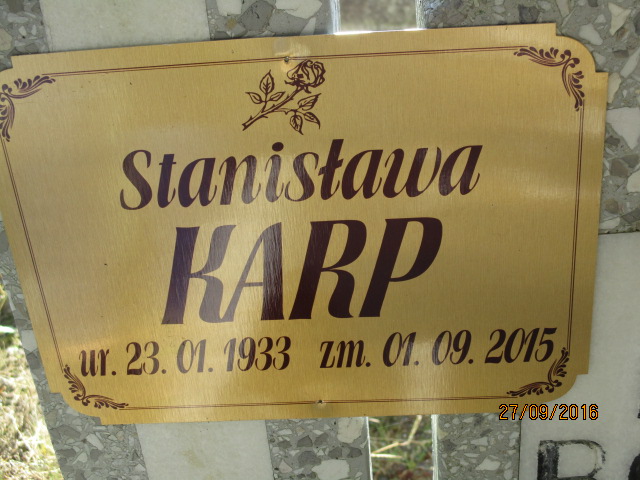 Stanisława
KARP
ur. 23. 01. 1933 zm. 01. 09. 2015
27/09/2016